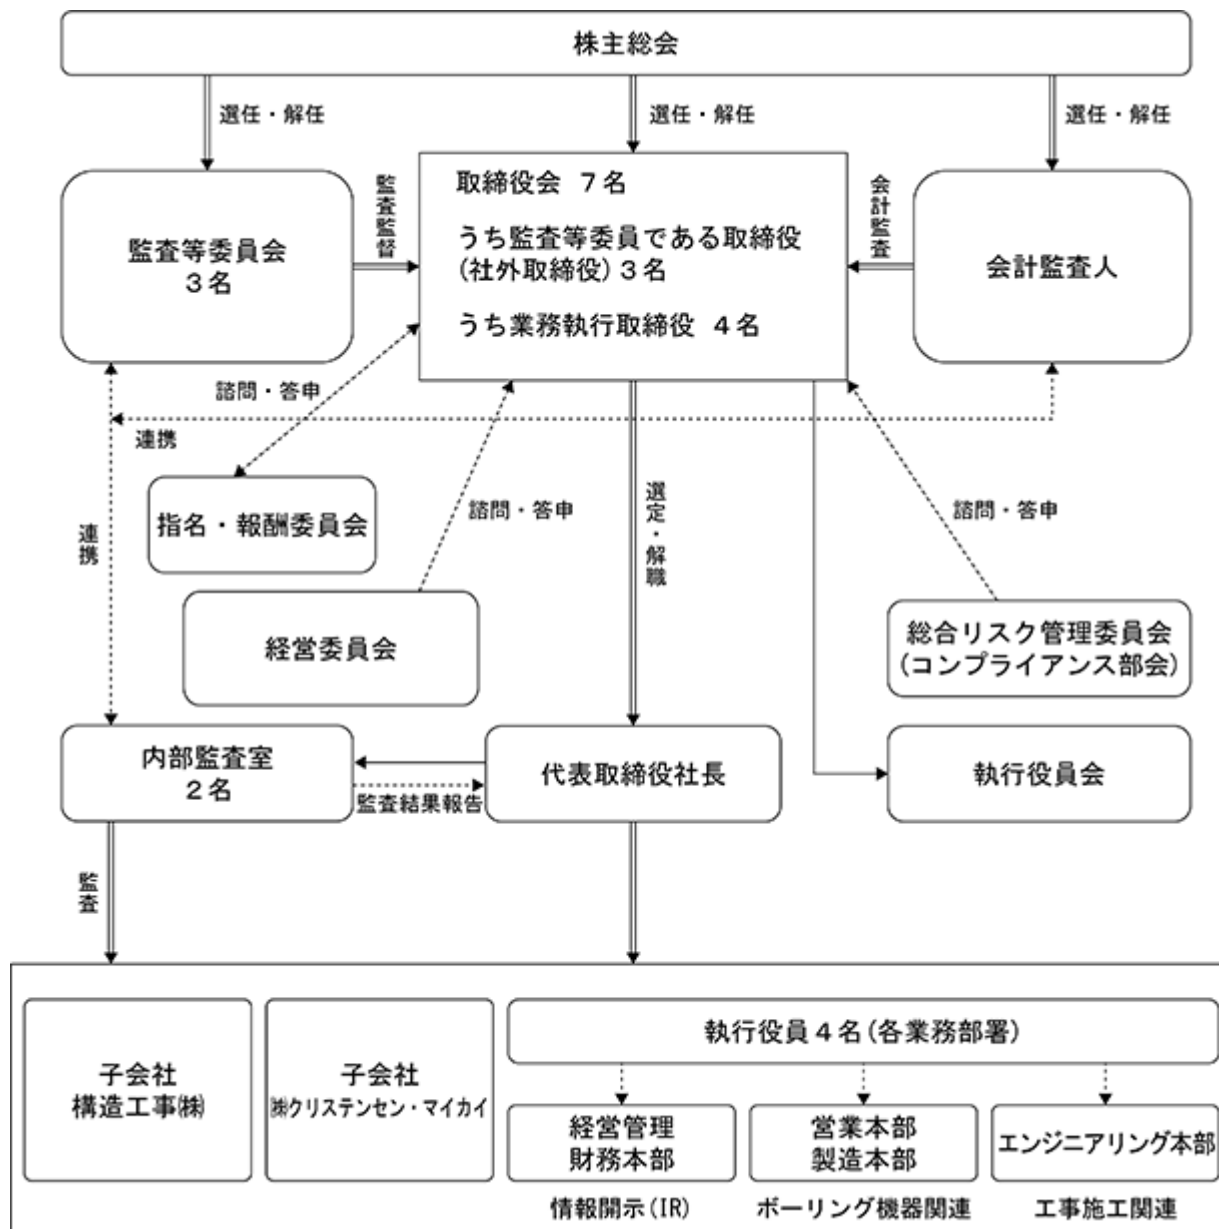 株主総会
選任・解任
選任・解任
選任・解任
監査等委員会
3名
監査監督
取締役会 7名
うち監査等委員である取締役
(社外取締役)3名
うち業務執行取締役 4名
会計監査
会計監査人
諮問・答申
連携
指名・報酬委員会
連携
諮問・答申
選定・解職
諮問・答申
経営委員会
総合リスク管理委員会
(コンプライアンス部会)
内部監査室
2名
監査結果報告
代表取締役社長
執行役員会
監査
子会社
構造工事㈱
子会社
㈱クリステンセン・マイカイ
執行役員4名(各業務部署)
経営管理
財務本部
営業本部
製造本部
エンジニアリング本部
情報開示(IR)
ボーリング機器関連
工事施工関連